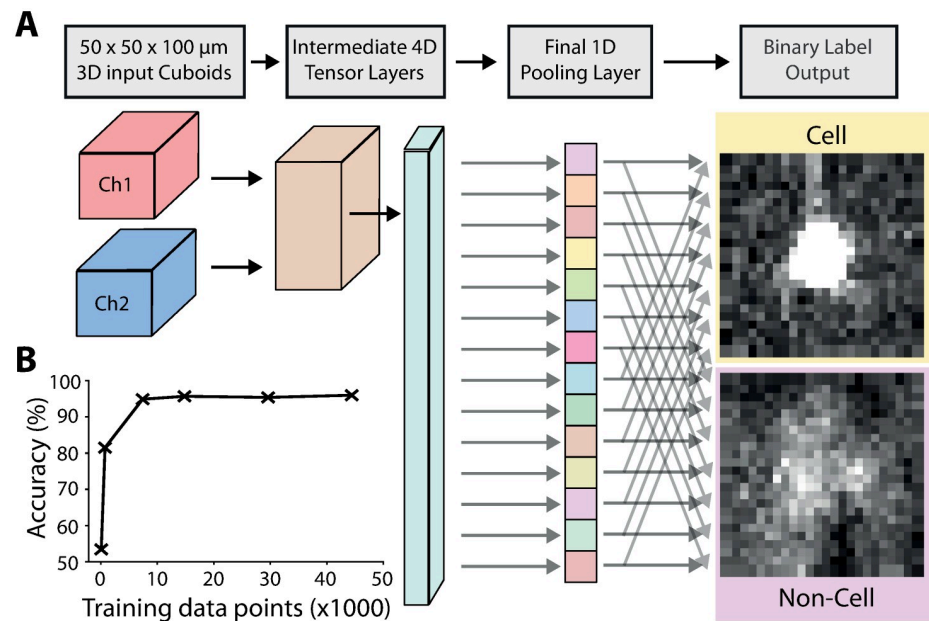 A
50 x 50 x 100 µm
3D input Cuboids
Intermediate 4D
Tensor Layers
Final 1D
Pooling Layer
Binary Label
Output
Ch1
Ch2
Cell
Non-Cell
B
Accuracy (%)
100
90
80
70
60
50
0
10
20
30
40
50
Training data points (x1000)